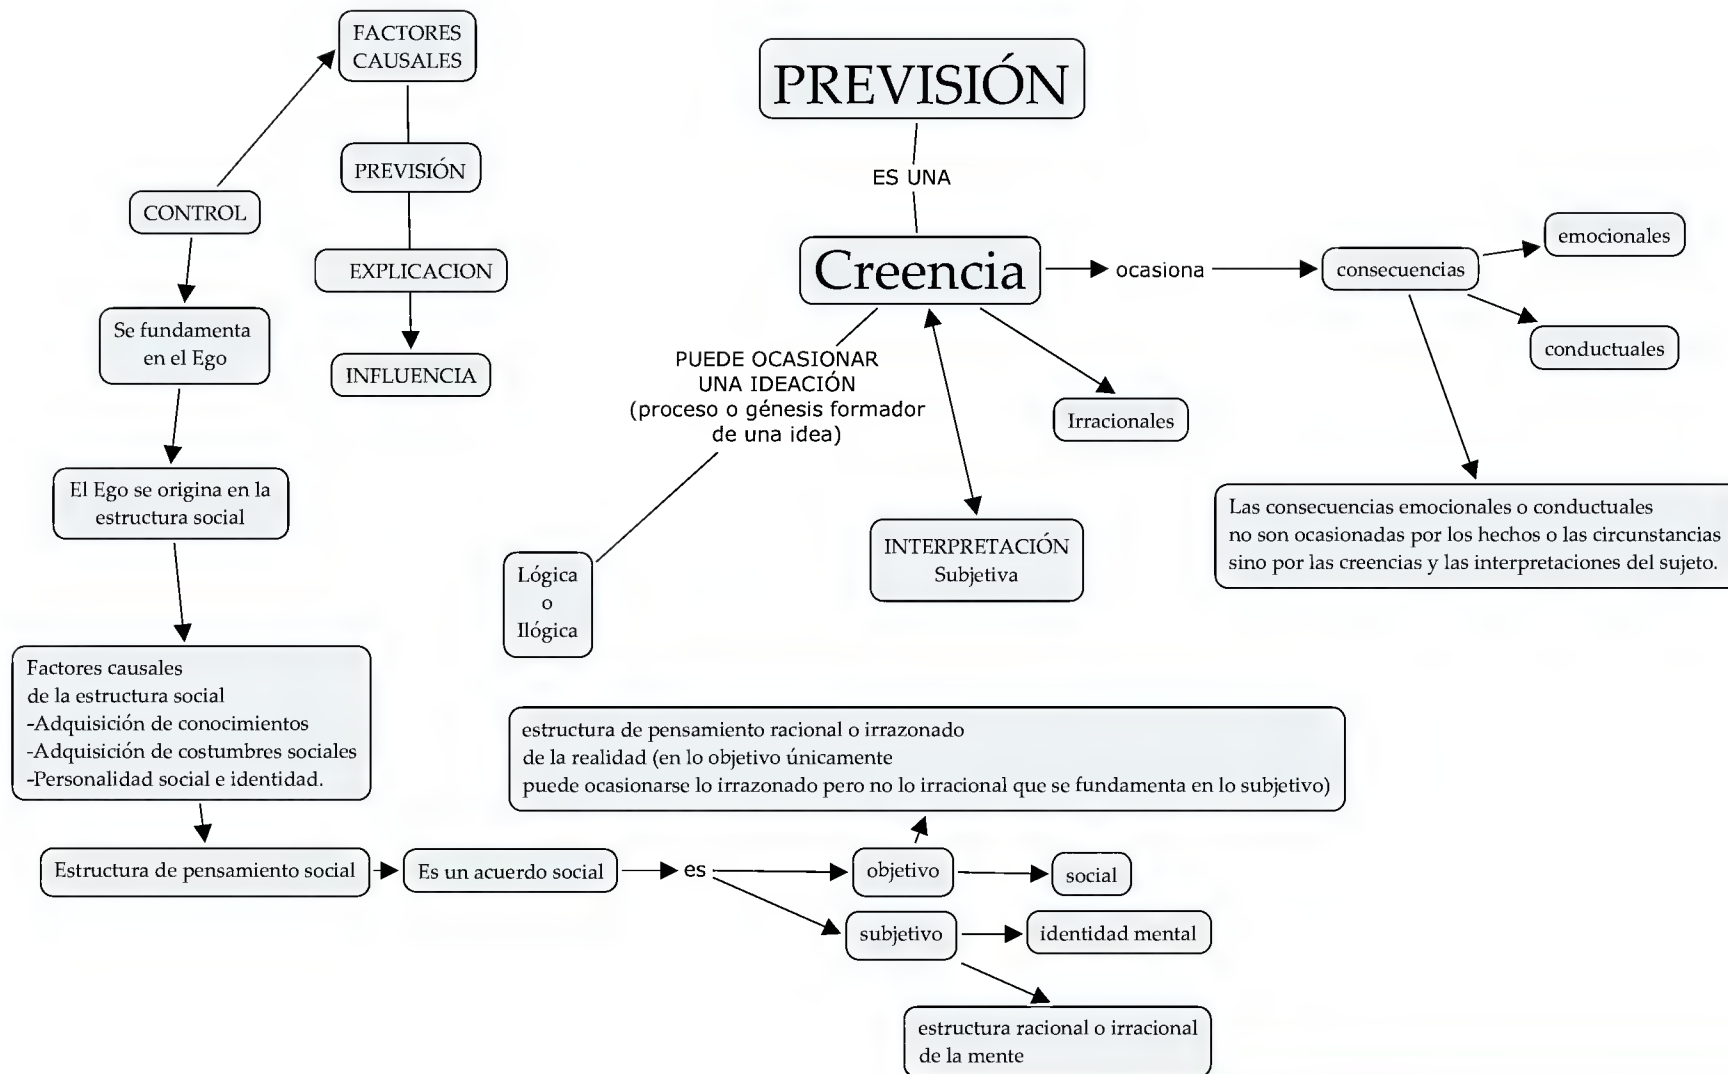 FACTORES
CAUSALES
PREVISIÓN
EXPLICACION
INFLUENCIA
CONTROL
Se fundamenta
en el Ego
El Ego se origina en la
estructura social
Factores causales
de la estructura social
-Adquisición de conocimientos
-Adquisición de costumbres sociales
-Personalidad social e identidad.
Estructura de pensamiento social
Es un acuerdo social
es
objetivo
social
subjetivo
identidad mental
estructura racional o irracional
de la mente
estructura de pensamiento racional o irrazonado
de la realidad (en lo objetivo únicamente
puede ocasionarse lo irrazonado pero no lo irracional que se fundamenta en lo subjetivo)
PREVISIÓN
ES UNA
Creencia
ocasiona
consecuencias
emocionales
conductuales
Las consecuencias emocionales o conductuales
no son ocasionadas por los hechos o las circunstancias
sino por las creencias y las interpretaciones del sujeto.
PUEDE OCASIONAR
UNA IDEACIÓN
(proceso o génesis formador
de una idea)
Lógica
o
Ilógica
INTERPRETACIÓN
Subjetiva
Irracionales